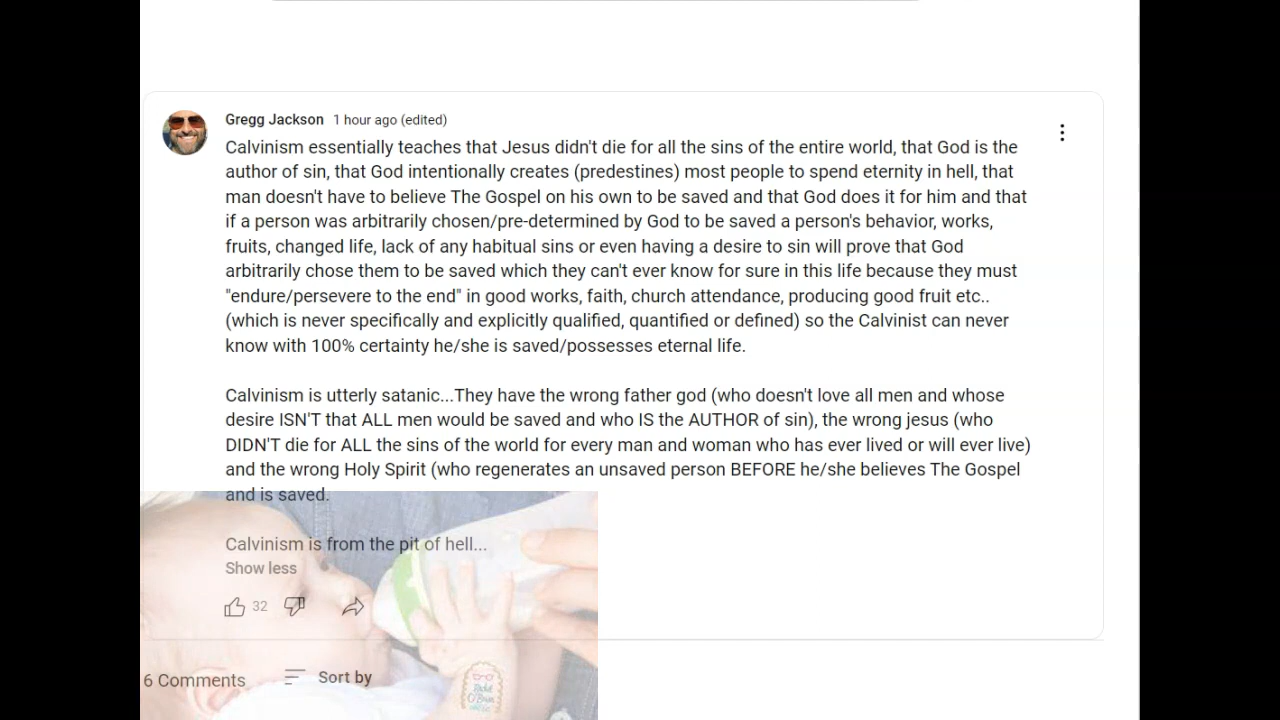 Gregg Jackson 1 hour ago (edited)
Calvinism essentially teaches that Jesus didn't die for all the sins of the entire world, that God is the
author of sin, that God intentionally creates (predestines) most people to spend eternity in hell, that
man doesn't have to believe The Gospel on his own to be saved and that God does it for him and that
if a person was arbitrarily chosen/pre-determined by God to be saved a person's behavior, works,
fruits, changed life, lack of any habitual sins or even having a desire to sin will prove that God
arbitrarily chose them to be saved which they can't ever know for sure in this life because they must
"endure/persevere to the end" in good works, faith, church attendance, producing good fruit etc..
(which is never specifically and explicitly qualified, quantified or defined) so the Calvinist can never
know with 100% certainty he/she is saved/possesses eternal life.
Calvinism is utterly satanic...They have the wrong father god (who doesn't love all men and whose
desire ISN'T that ALL men would be saved and who IS the AUTHOR of sin), the wrong jesus (who
DIDN'T die for ALL the sins of the world for every man and woman who has ever lived or will ever live)
and the wrong Holy Spirit (who regenerates an unsaved person BEFORE he/she believes The Gospel
and is saved.
Calvinism is from the pit of hell...
Show less
32
6 Comments Sort by